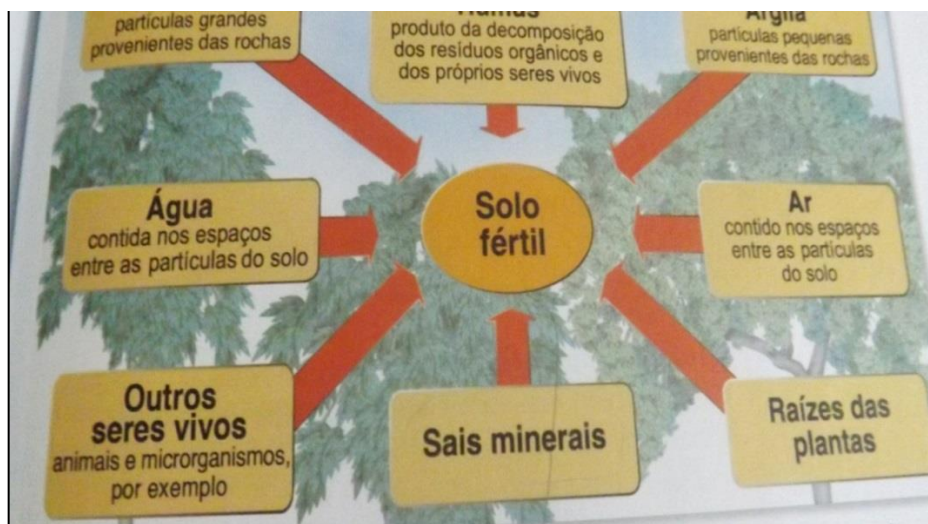 partículas grandes
provenientes das rochas
Húmus
produto da decomposição
dos resíduos orgânicos e
dos próprios seres vivos
Argila
partículas pequenas
provenientes das rochas
Água
contida nos espaços
entre as partículas do solo
Solo
fértil
Ar
contido nos espaços
entre as partículas
do solo
Outros
seres vivos
animais e microrganismos,
por exemplo
Sais minerais
Raízes das
plantas